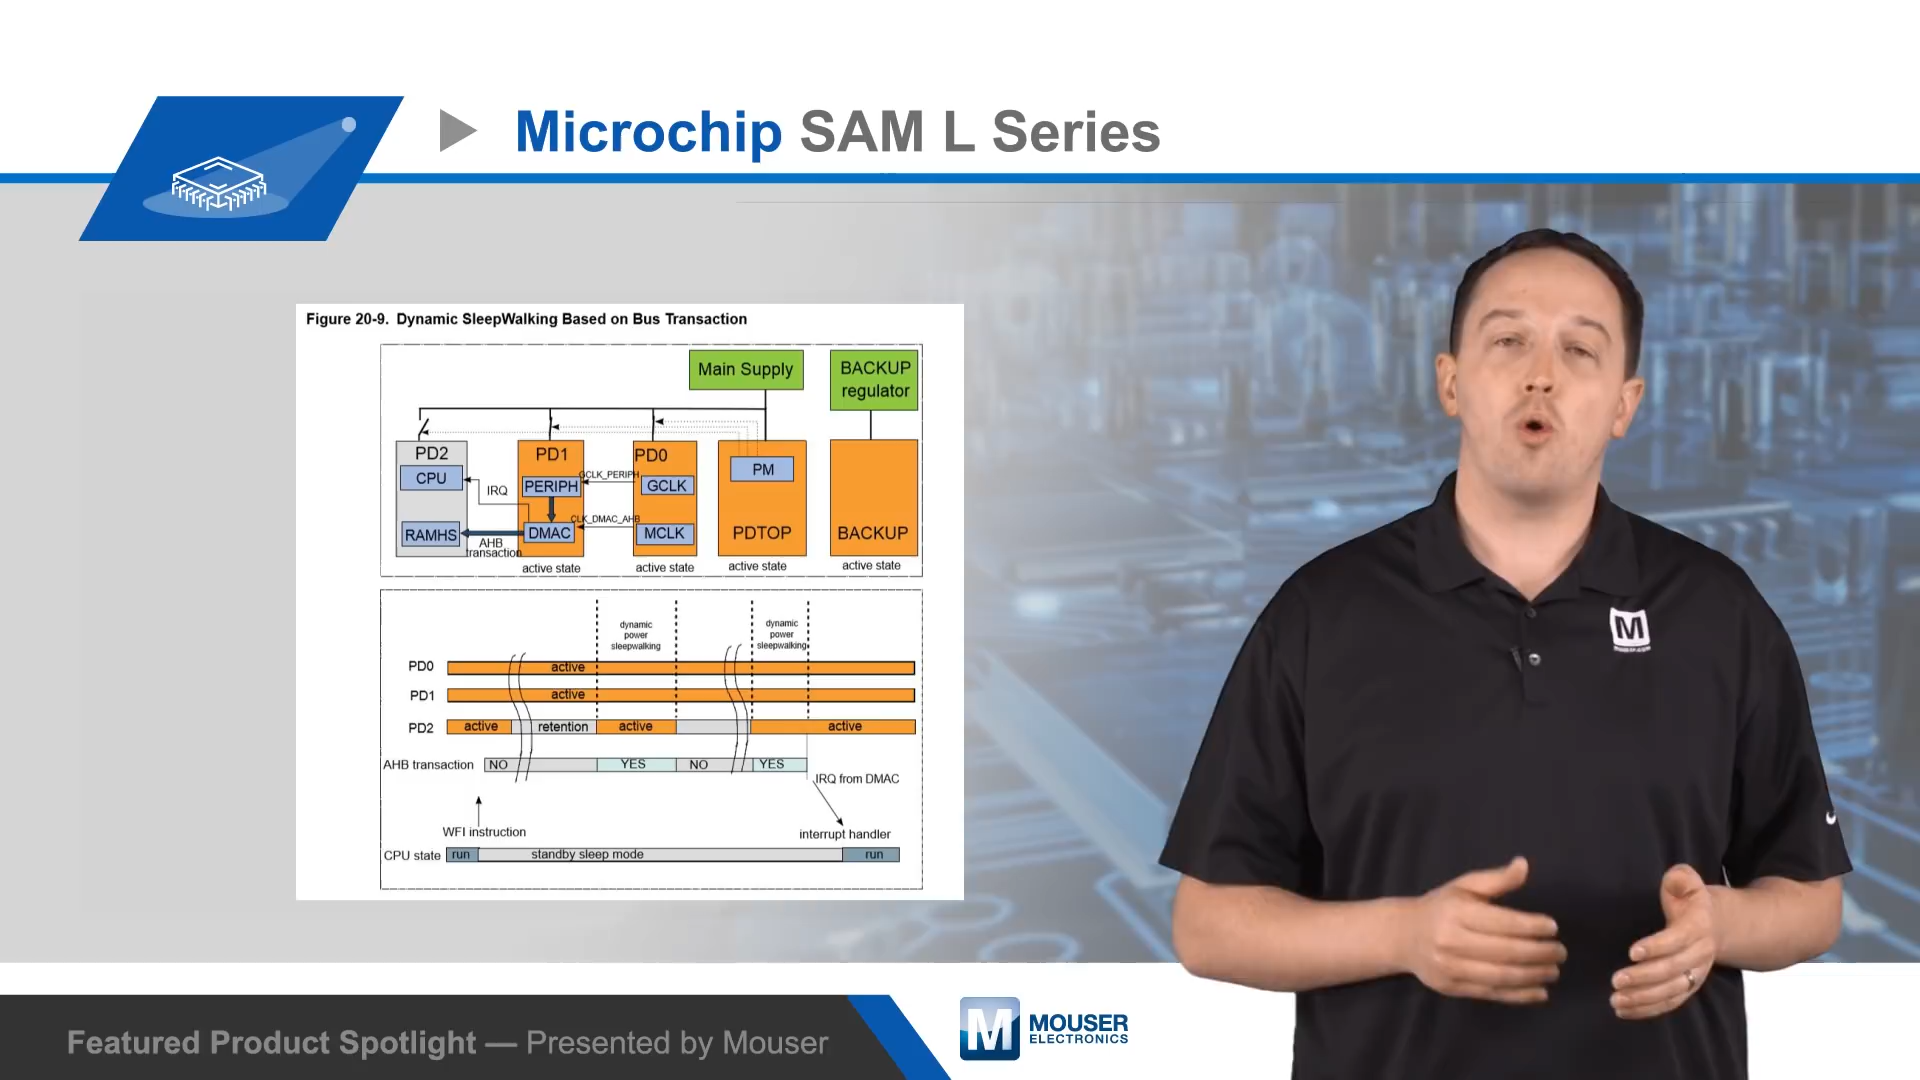 Microchip SAM L Series
Figure 20-9. Dynamic SleepWalking Based on Bus Transaction
Main Supply
BACKUP
regulator
PD2
PD1
PD0
CPU
IRQ
PERIPH
GCLK_PERIPH
GCLK
PM
RAMHS
AHB
transaction
DMAC
CLK_DMAC_AHB
MCLK
PDTOP
BACKUP
active state
active state
active state
active state
dynamic
power
sleepwalking
dynamic
power
sleepwalking
PD0 active
PD1 active
PD2 active retention active active
AHB transaction NO YES NO YES
IRQ from DMAC
WFI instruction
interrupt handler
CPU state run standby sleep mode run
M
Featured Product Spotlight — Presented by Mouser
M MOUSER
ELECTRONICS